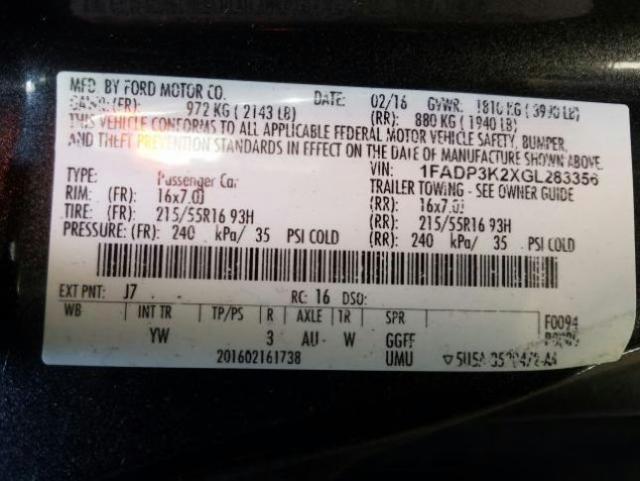 MFD. BY FORD MOTOR CO. DATE: 02/16 GVWR: 1810 KG (3990 LB)
(FR): 972 KG (2143 LB) (RR): 880 KG (1940 LB)
THIS VEHICLE CONFORMS TO ALL APPLICABLE FEDERAL MOTOR VEHICLE SAFETY, BUMPER,
AND THEFT PREVENTION STANDARDS IN EFFECT ON THE DATE OF MANUFACTURE SHOWN ABOVE.
VIN: 1FADP3K2XGL283356
TYPE: Passenger Car TRAILER TOWING - SEE OWNER GUIDE
RIM: (FR) 16x7.0J (RR) 16x7.0J
TIRE: (FR) 215/55R16 93H (RR) 215/55R16 93H
PRESSURE: (FR) 240 kPa/ 35 PSI COLD (RR) 240 kPa/ 35 PSI COLD
EXT PNT: J7 RC: 16 DSO:
WB INT TR TP/PS R AXLE TR SPR F0094
YW 3 AU W GGFF
201602161738 UMU